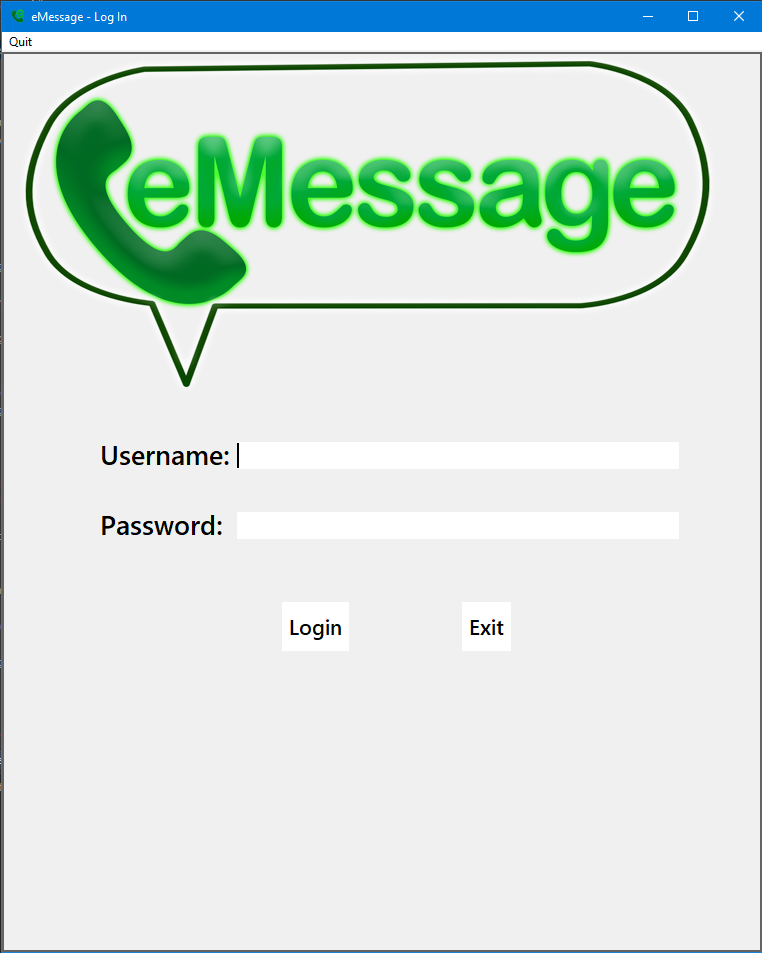 eMessage - Log In
Quit
eMessage
Username:
Password:
Login Exit